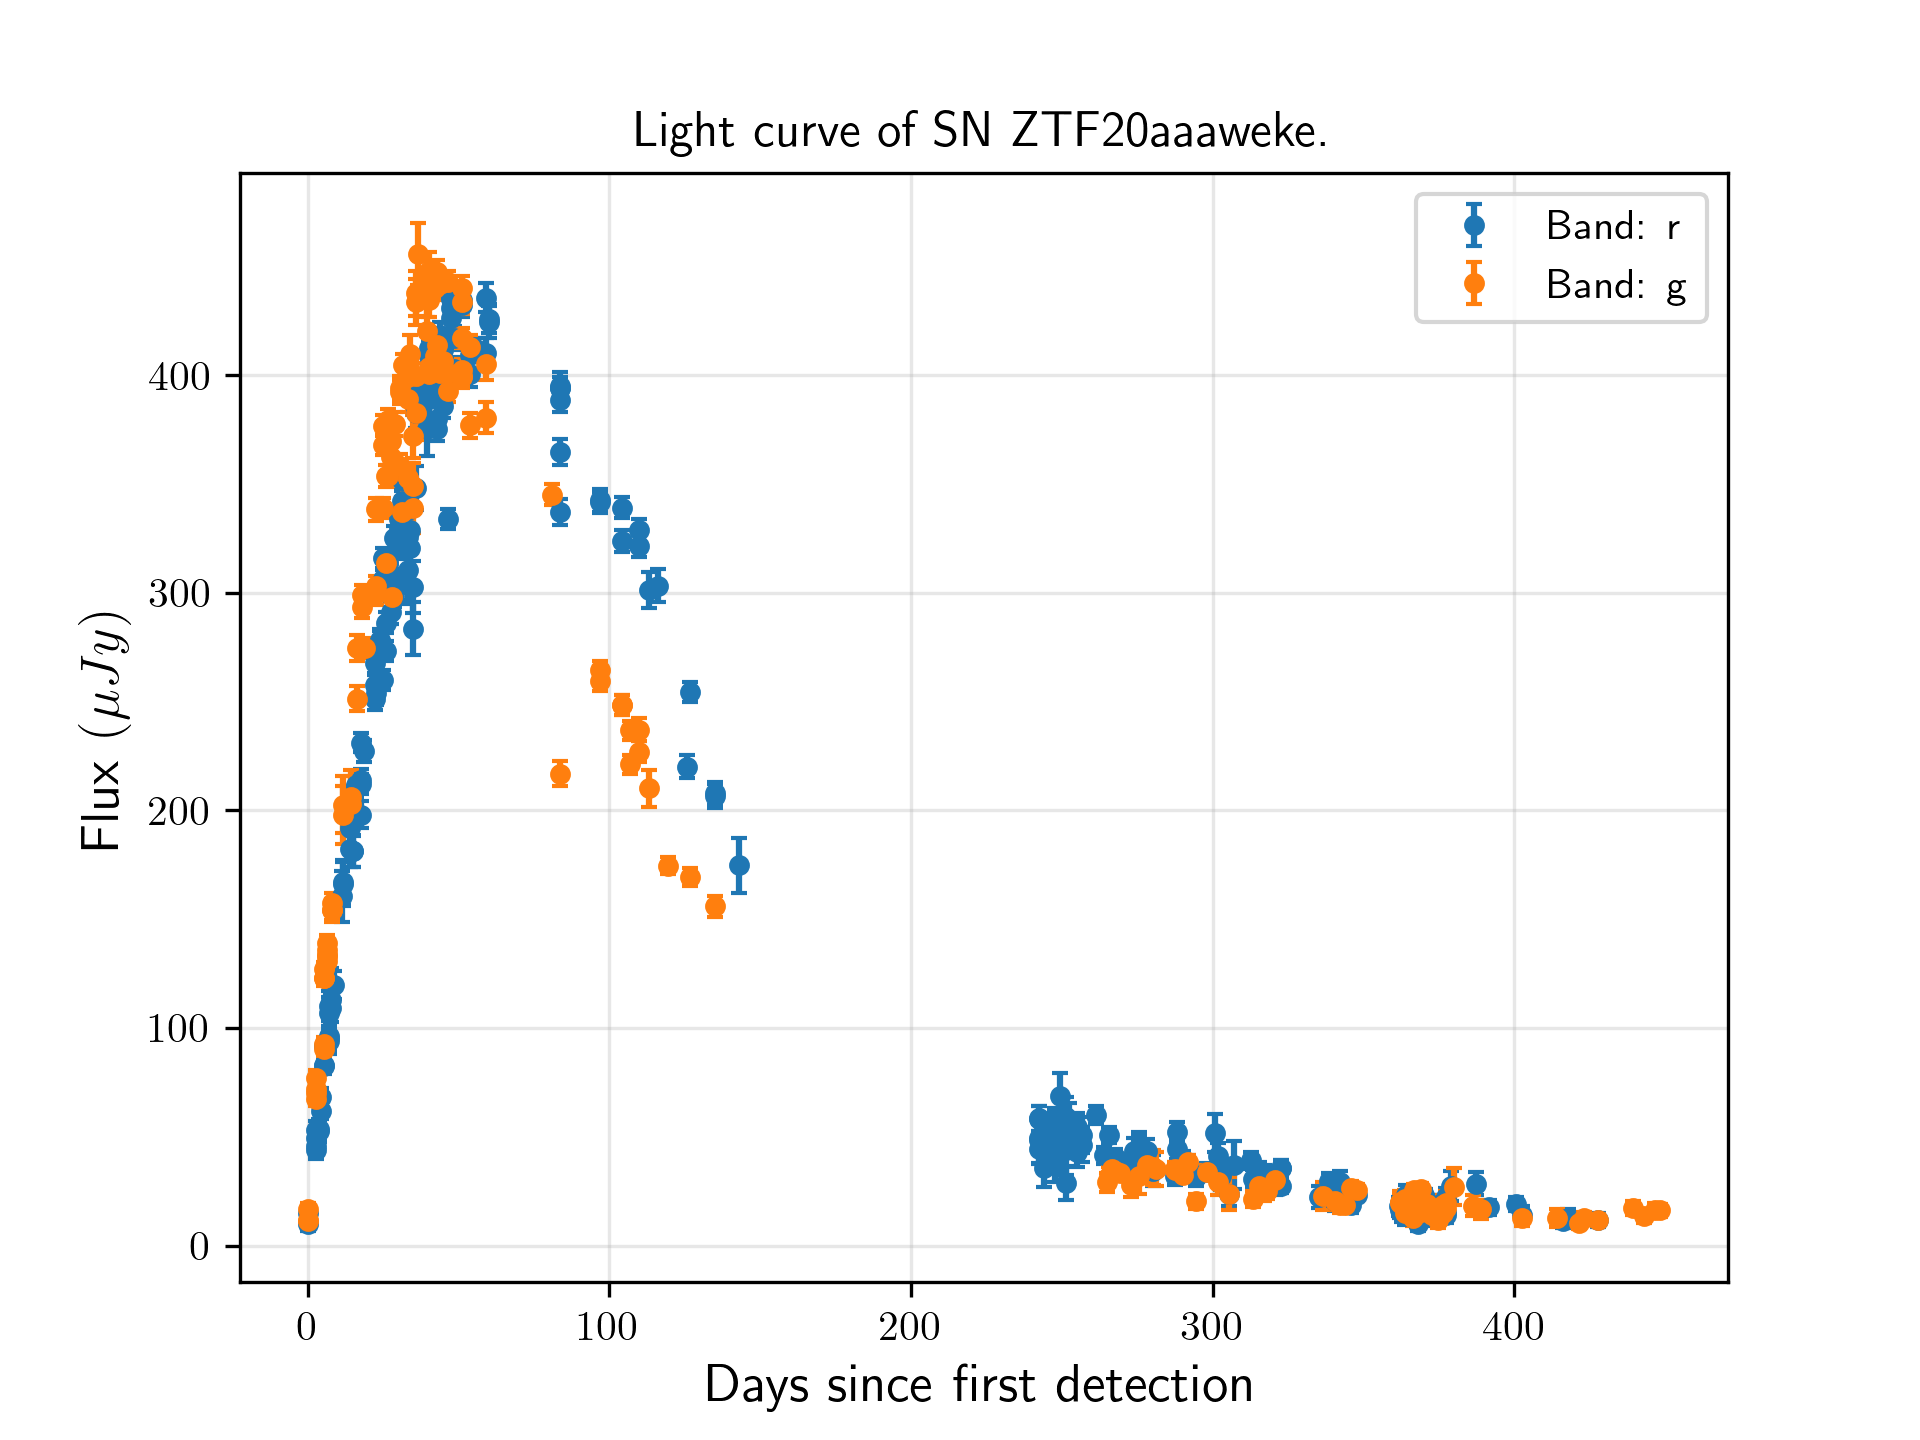 Light curve of SN ZTF20aaaweke.
Band: r
Band: g
Flux (μJy)
400
300
200
100
0
0 100 200 300 400
Days since first detection